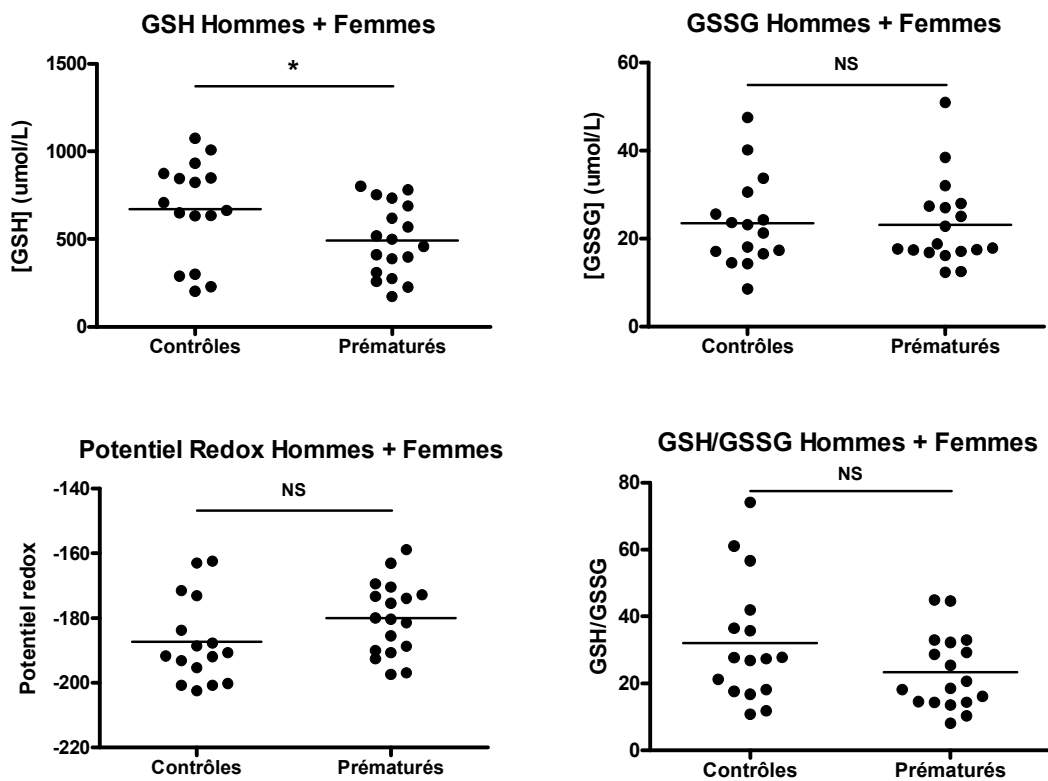 GSH Hommes + Femmes
1500
1000
500
0
[GSH] (umol/L)
*
Contrôles
Prématurés
GSSG Hommes + Femmes
60
40
20
0
[GSSG] (umol/L)
NS
Contrôles
Prématurés
Potentiel Redox Hommes + Femmes
-140
-160
-180
-200
-220
Potentiel redox
NS
Contrôles
Prématurés
GSH/GSSG Hommes + Femmes
80
60
40
20
0
GSH/GSSG
NS
Contrôles
Prématurés